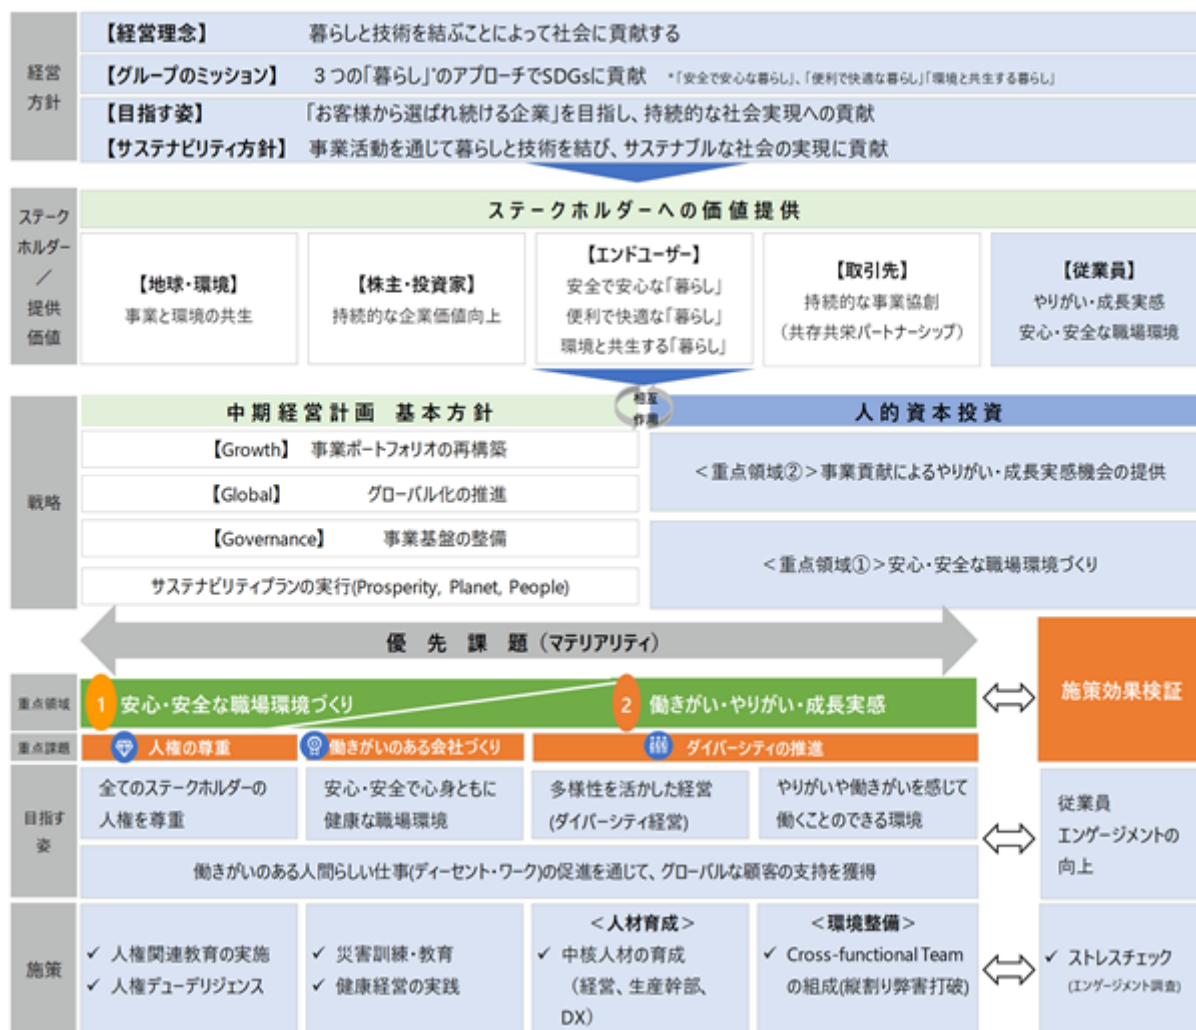 経営
方針
【経営理念】 暮らしと技術を結ぶことによって社会に貢献する
【グループのミッション】 3つの「暮らし」*のアプローチでSDGsに貢献 *「安全で安心な暮らし」、「便利で快適な暮らし」「環境と共生する暮らし」
【目指す姿】 「お客様から選ばれ続ける企業」を目指し、持続的な社会実現への貢献
【サステナビリティ方針】 事業活動を通じて暮らしと技術を結び、サステナブルな社会の実現に貢献
ステーク
ホルダー
/
提供
価値
ステークホルダーへの価値提供
【地球・環境】
事業と環境の共生
【株主・投資家】
持続的な企業価値向上
【エンドユーザー】
安全で安心な「暮らし」
便利で快適な「暮らし」
環境と共生する「暮らし」
【取引先】
持続的な事業協創
(共存共栄パートナーシップ)
【従業員】
やりがい・成長実感
安心・安全な職場環境
戦略
中期経営計画 基本方針
【Growth】 事業ポートフォリオの再構築
【Global】 グローバル化の推進
【Governance】 事業基盤の整備
サステナビリティプランの実行(Prosperity, Planet, People)
相互
作用
人的資本投資
<重点領域②>事業貢献によるやりがい・成長実感機会の提供
<重点領域①>安心・安全な職場環境づくり
優先課題(マテリアリティ)
重点領域
1 安心・安全な職場環境づくり
2 働きがい・やりがい・成長実感
施策効果検証
重点課題
人権の尊重
働きがいのある会社づくり
ダイバーシティの推進
目指す
姿
全てのステークホルダーの
人権を尊重
安心・安全で心身ともに
健康な職場環境
多様性を活かした経営
(ダイバーシティ経営)
やりがいや働きがいを感じて
働くことのできる環境
働きがいのある人間らしい仕事(ディーセント・ワーク)の促進を通じて、グローバルな顧客の支持を獲得
従業員
エンゲージメントの
向上
施策
✓ 人権関連教育の実施
✓ 人権デューデリジェンス
✓ 災害訓練・教育
✓ 健康経営の実践
<人材育成>
✓ 中核人材の育成
(経営、生産幹部、
DX)
<環境整備>
✓ Cross-functional Team
の組成(縦割り弊害打破)
✓ ストレスチェック
(エンゲージメント調査)